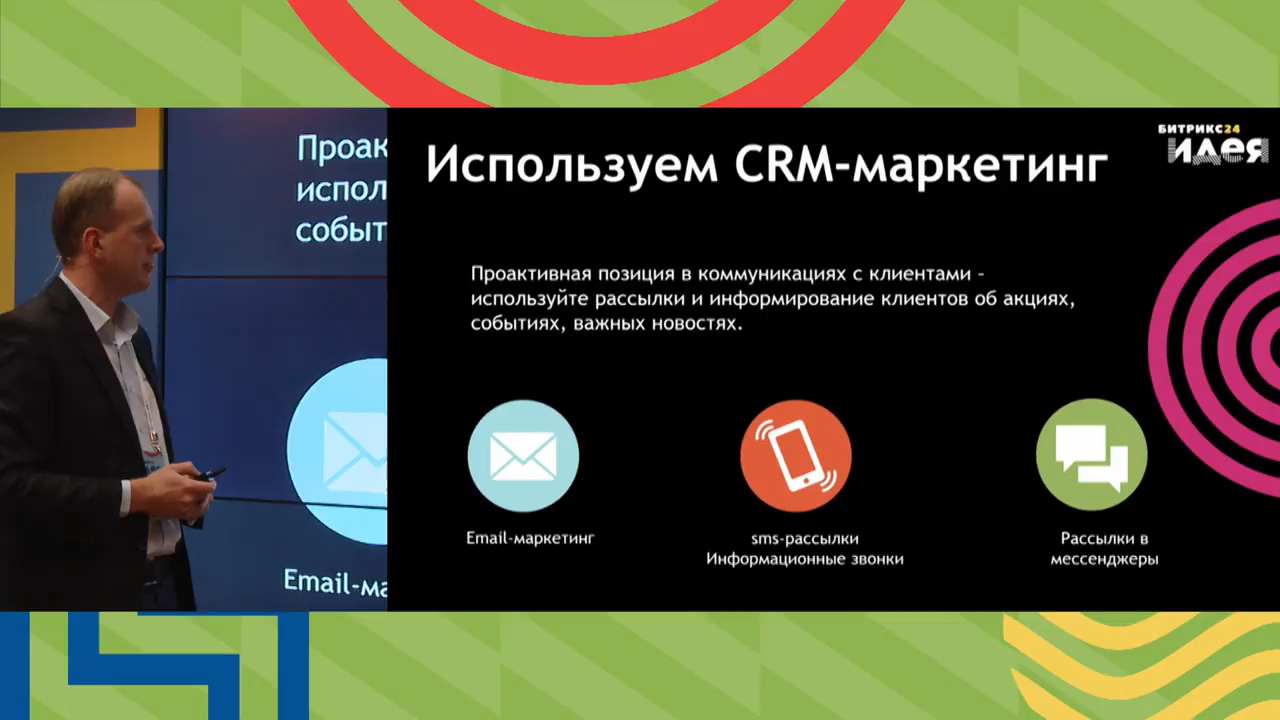 Проак
испол
событ
Email-ма
БИТРИКС24
идея
Используем CRM-маркетинг
Проактивная позиция в коммуникациях с клиентами –
используйте рассылки и информирование клиентов об акциях,
событиях, важных новостях.
Email-маркетинг
sms-рассылки
Информационные звонки
Рассылки в
мессенджеры